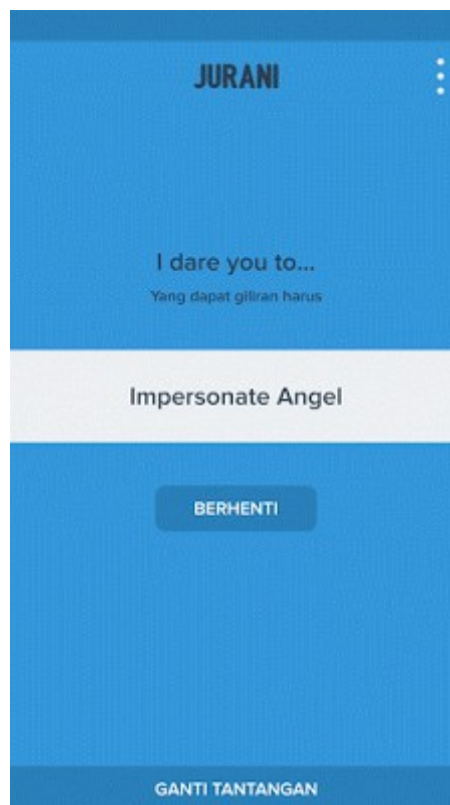 JURANI
I dare you to...
Yang dapat giliran harus
Impersonate Angel
BERHENTI
GANTI TANTANGAN